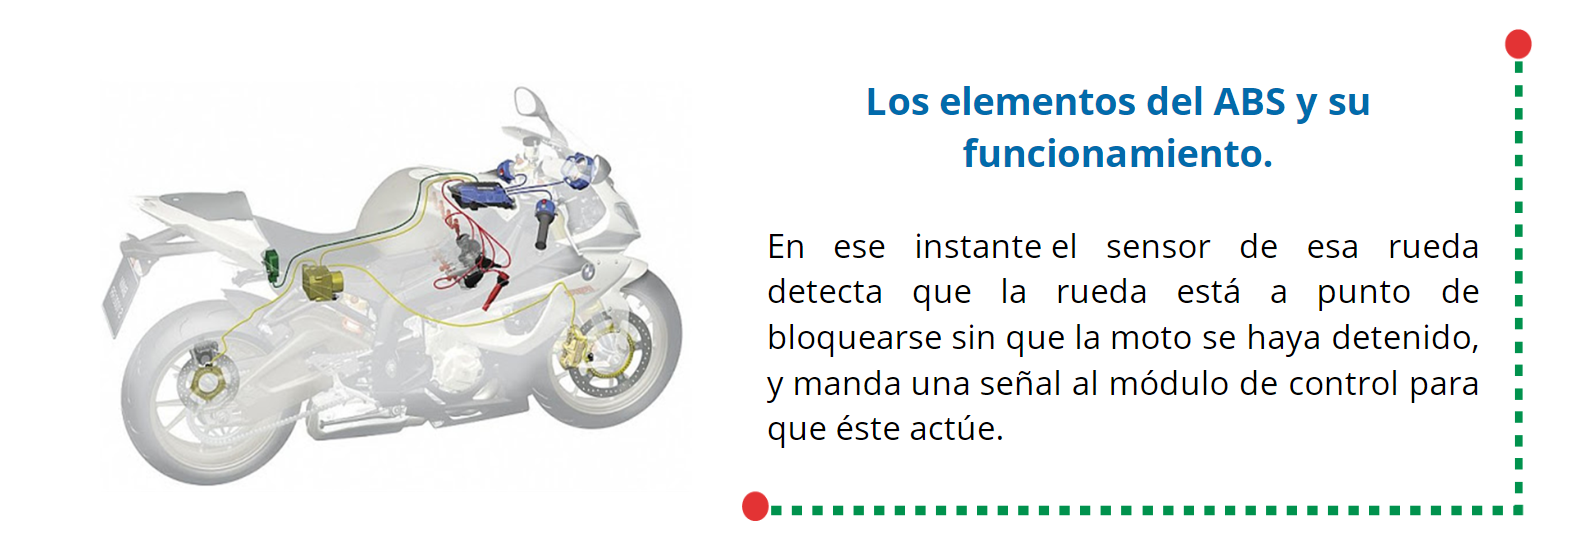 Los elementos del ABS y su
funcionamiento.
En ese instante el sensor de esa rueda
detecta que la rueda está a punto de
bloquearse sin que la moto se haya detenido,
y manda una señal al módulo de control para
que éste actúe.